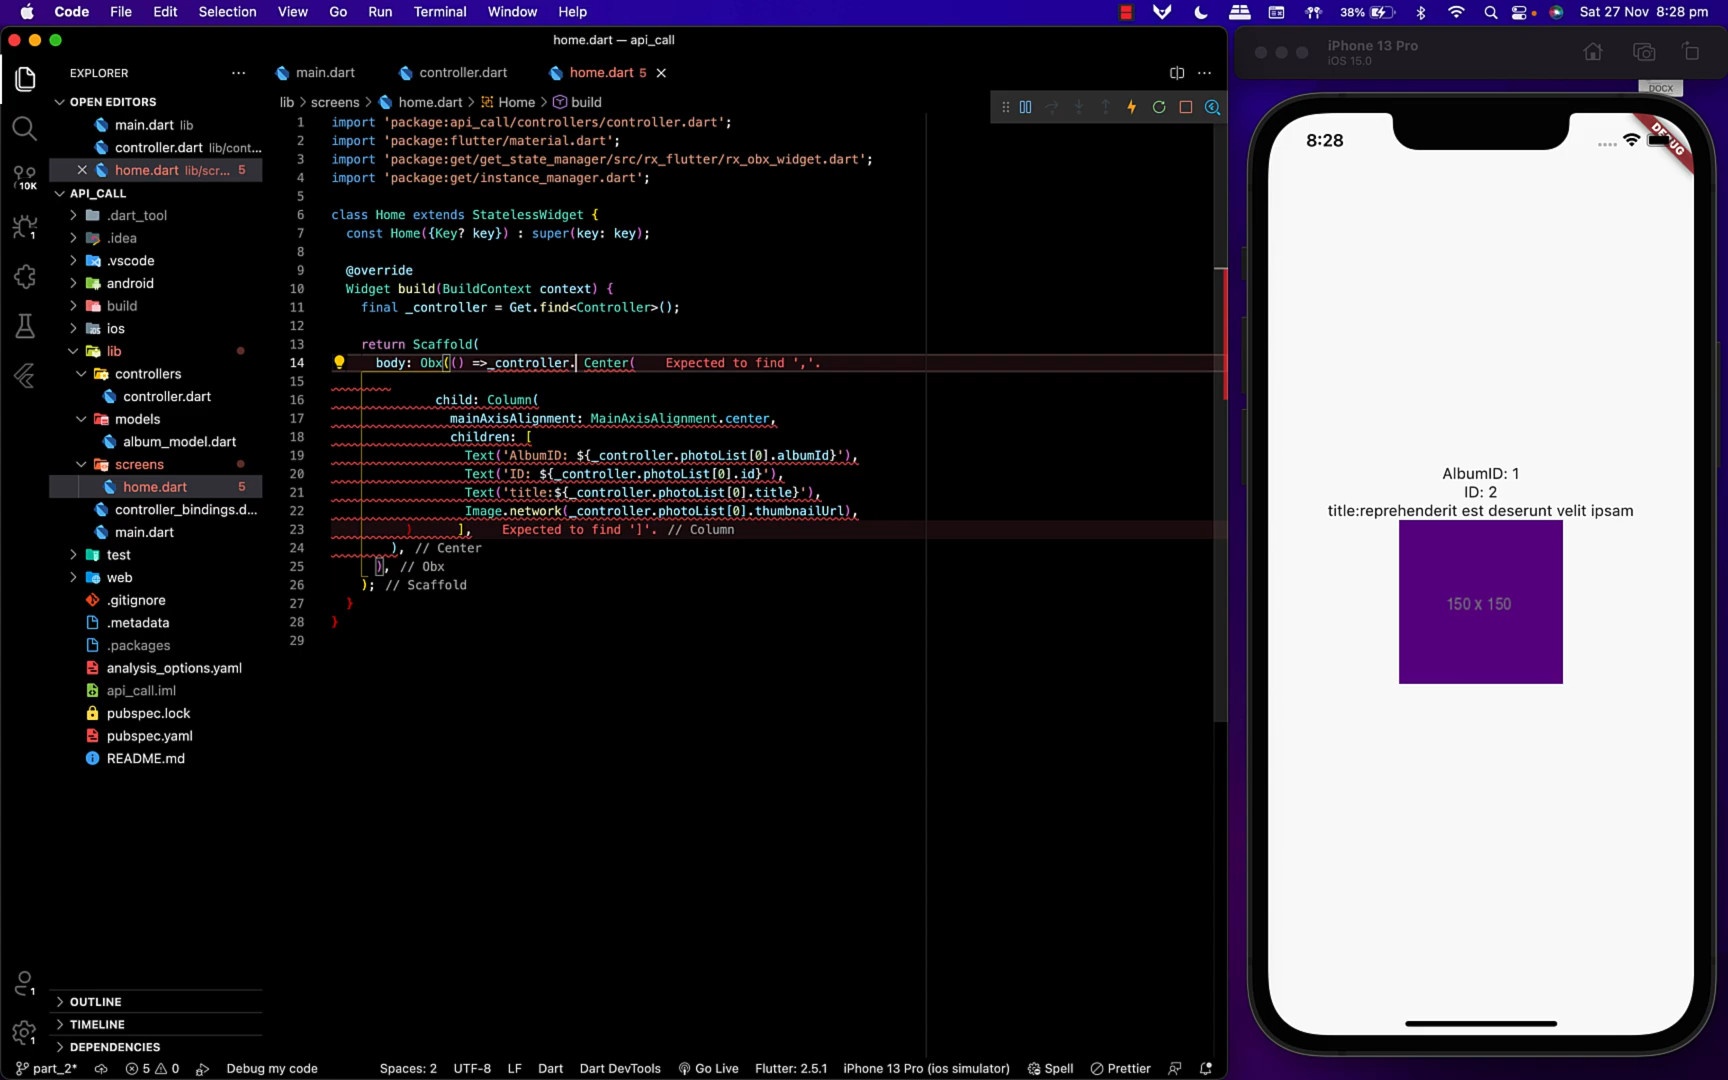 Code File Edit Selection View Go Run Terminal Window Help 38% Sat 27 Nov 8:28 pm
home.dart — api_call
EXPLORER
OPEN EDITORS
main.dart lib
controller.dart lib/cont...
home.dart lib/scr... 5
API_CALL
.dart_tool
.idea
.vscode
android
build
ios
lib
controllers
controller.dart
models
album_model.dart
screens
home.dart 5
controller_bindings.d...
main.dart
test
web
.gitignore
.metadata
.packages
analysis_options.yaml
api_call.iml
pubspec.lock
pubspec.yaml
README.md
OUTLINE
TIMELINE
DEPENDENCIES
10K
1
1
1
main.dart controller.dart home.dart 5
lib > screens > home.dart > Home > build
1 import 'package:api_call/controllers/controller.dart';
2 import 'package:flutter/material.dart';
3 import 'package:get/get_state_manager/src/rx_flutter/rx_obx_widget.dart';
4 import 'package:get/instance_manager.dart';
5
6 class Home extends StatelessWidget {
7 const Home({Key? key}) : super(key: key);
8
9 @override
10 Widget build(BuildContext context) {
11 final _controller = Get.find<Controller>();
12
13 return Scaffold(
14 body: Obx(() =>_controller. Center( Expected to find ','.
15
16 child: Column(
17 mainAxisAlignment: MainAxisAlignment.center,
18 children: [
19 Text('AlbumID: ${_controller.photoList[0].albumId}'),
20 Text('ID: ${_controller.photoList[0].id}'),
21 Text('title:${_controller.photoList[0].title}'),
22 Image.network(_controller.photoList[0].thumbnailUrl),
23 ) ], Expected to find ']'. // Column
24 ), // Center
25 ), // Obx
26 ); // Scaffold
27 }
28 }
29
part_2* 5 0 Debug my code Spaces: 2 UTF-8 LF Dart Dart DevTools Go Live Flutter: 2.5.1 iPhone 13 Pro (ios simulator) Spell Prettier
iPhone 13 Pro
iOS 15.0
DOCX
8:28
DEBUG
AlbumID: 1
ID: 2
title:reprehenderit est deserunt velit ipsam
150 x 150